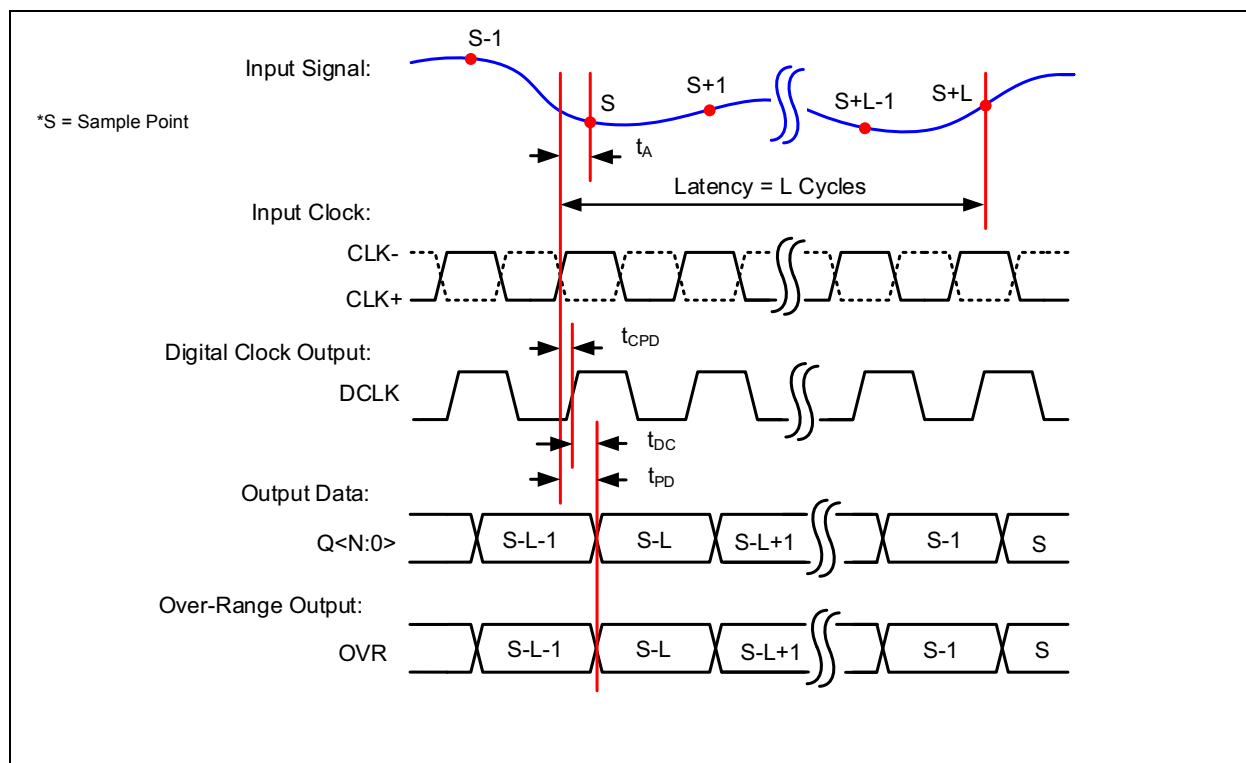 S-1
Input Signal:
S
S+1
S+L-1
S+L
*S = Sample Point
tA
Latency = L Cycles
Input Clock:
CLK-
CLK+
tCPD
Digital Clock Output:
DCLK
tDC
tPD
Output Data:
Q<N:0>
S-L-1
S-L
S-L+1
S-1
S
Over-Range Output:
OVR
S-L-1
S-L
S-L+1
S-1
S